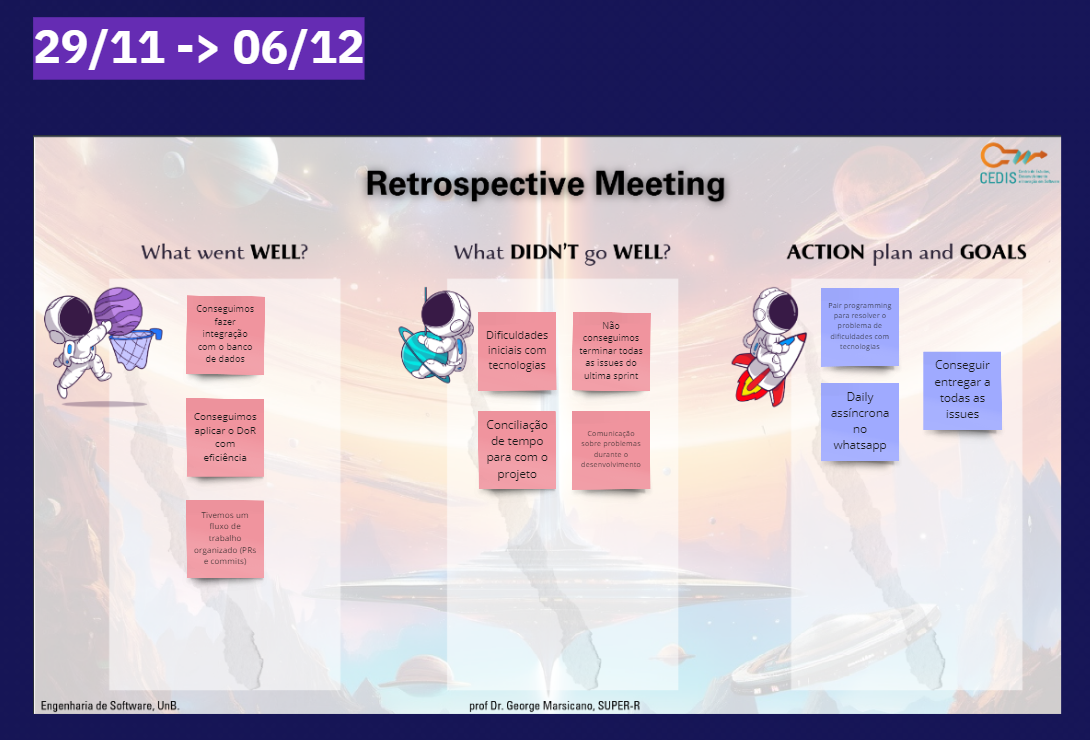 29/11 -> 06/12
Retrospective Meeting
CEDIS
What went WELL?
Conseguimos
fazer
integração
com o banco
de dados
Conseguimos
aplicar o DoR
com
eficiência
Tivemos um
fluxo de
trabalho
organizado (PRs
e commits)
What DIDN'T go WELL?
Dificuldades
iniciais com
tecnologias
Não
conseguimos
terminar todas
as issues do
ultima sprint
Conciliação
de tempo
para com o
projeto
Comunicação
sobre problemas
durante o
desenvolvimento
ACTION plan and GOALS
Pair programming
para resolver o
problema de
dificuldades com
tecnologias
Daily
assíncrona
no
whatsapp
Conseguir
entregar a
todas as
issues
Engenharia de Software, UnB.
prof Dr. George Marsicano, SUPER-R